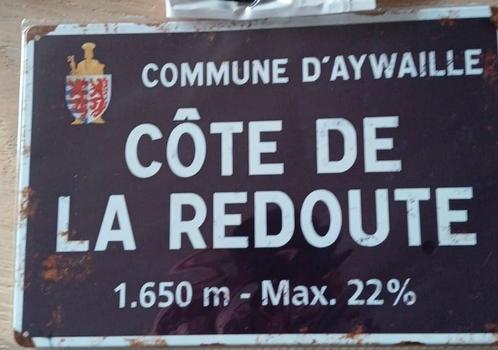 COMMUNE D'AYWAILLE
CÔTE DE
LA REDOUTE
1.650 m - Max. 22%